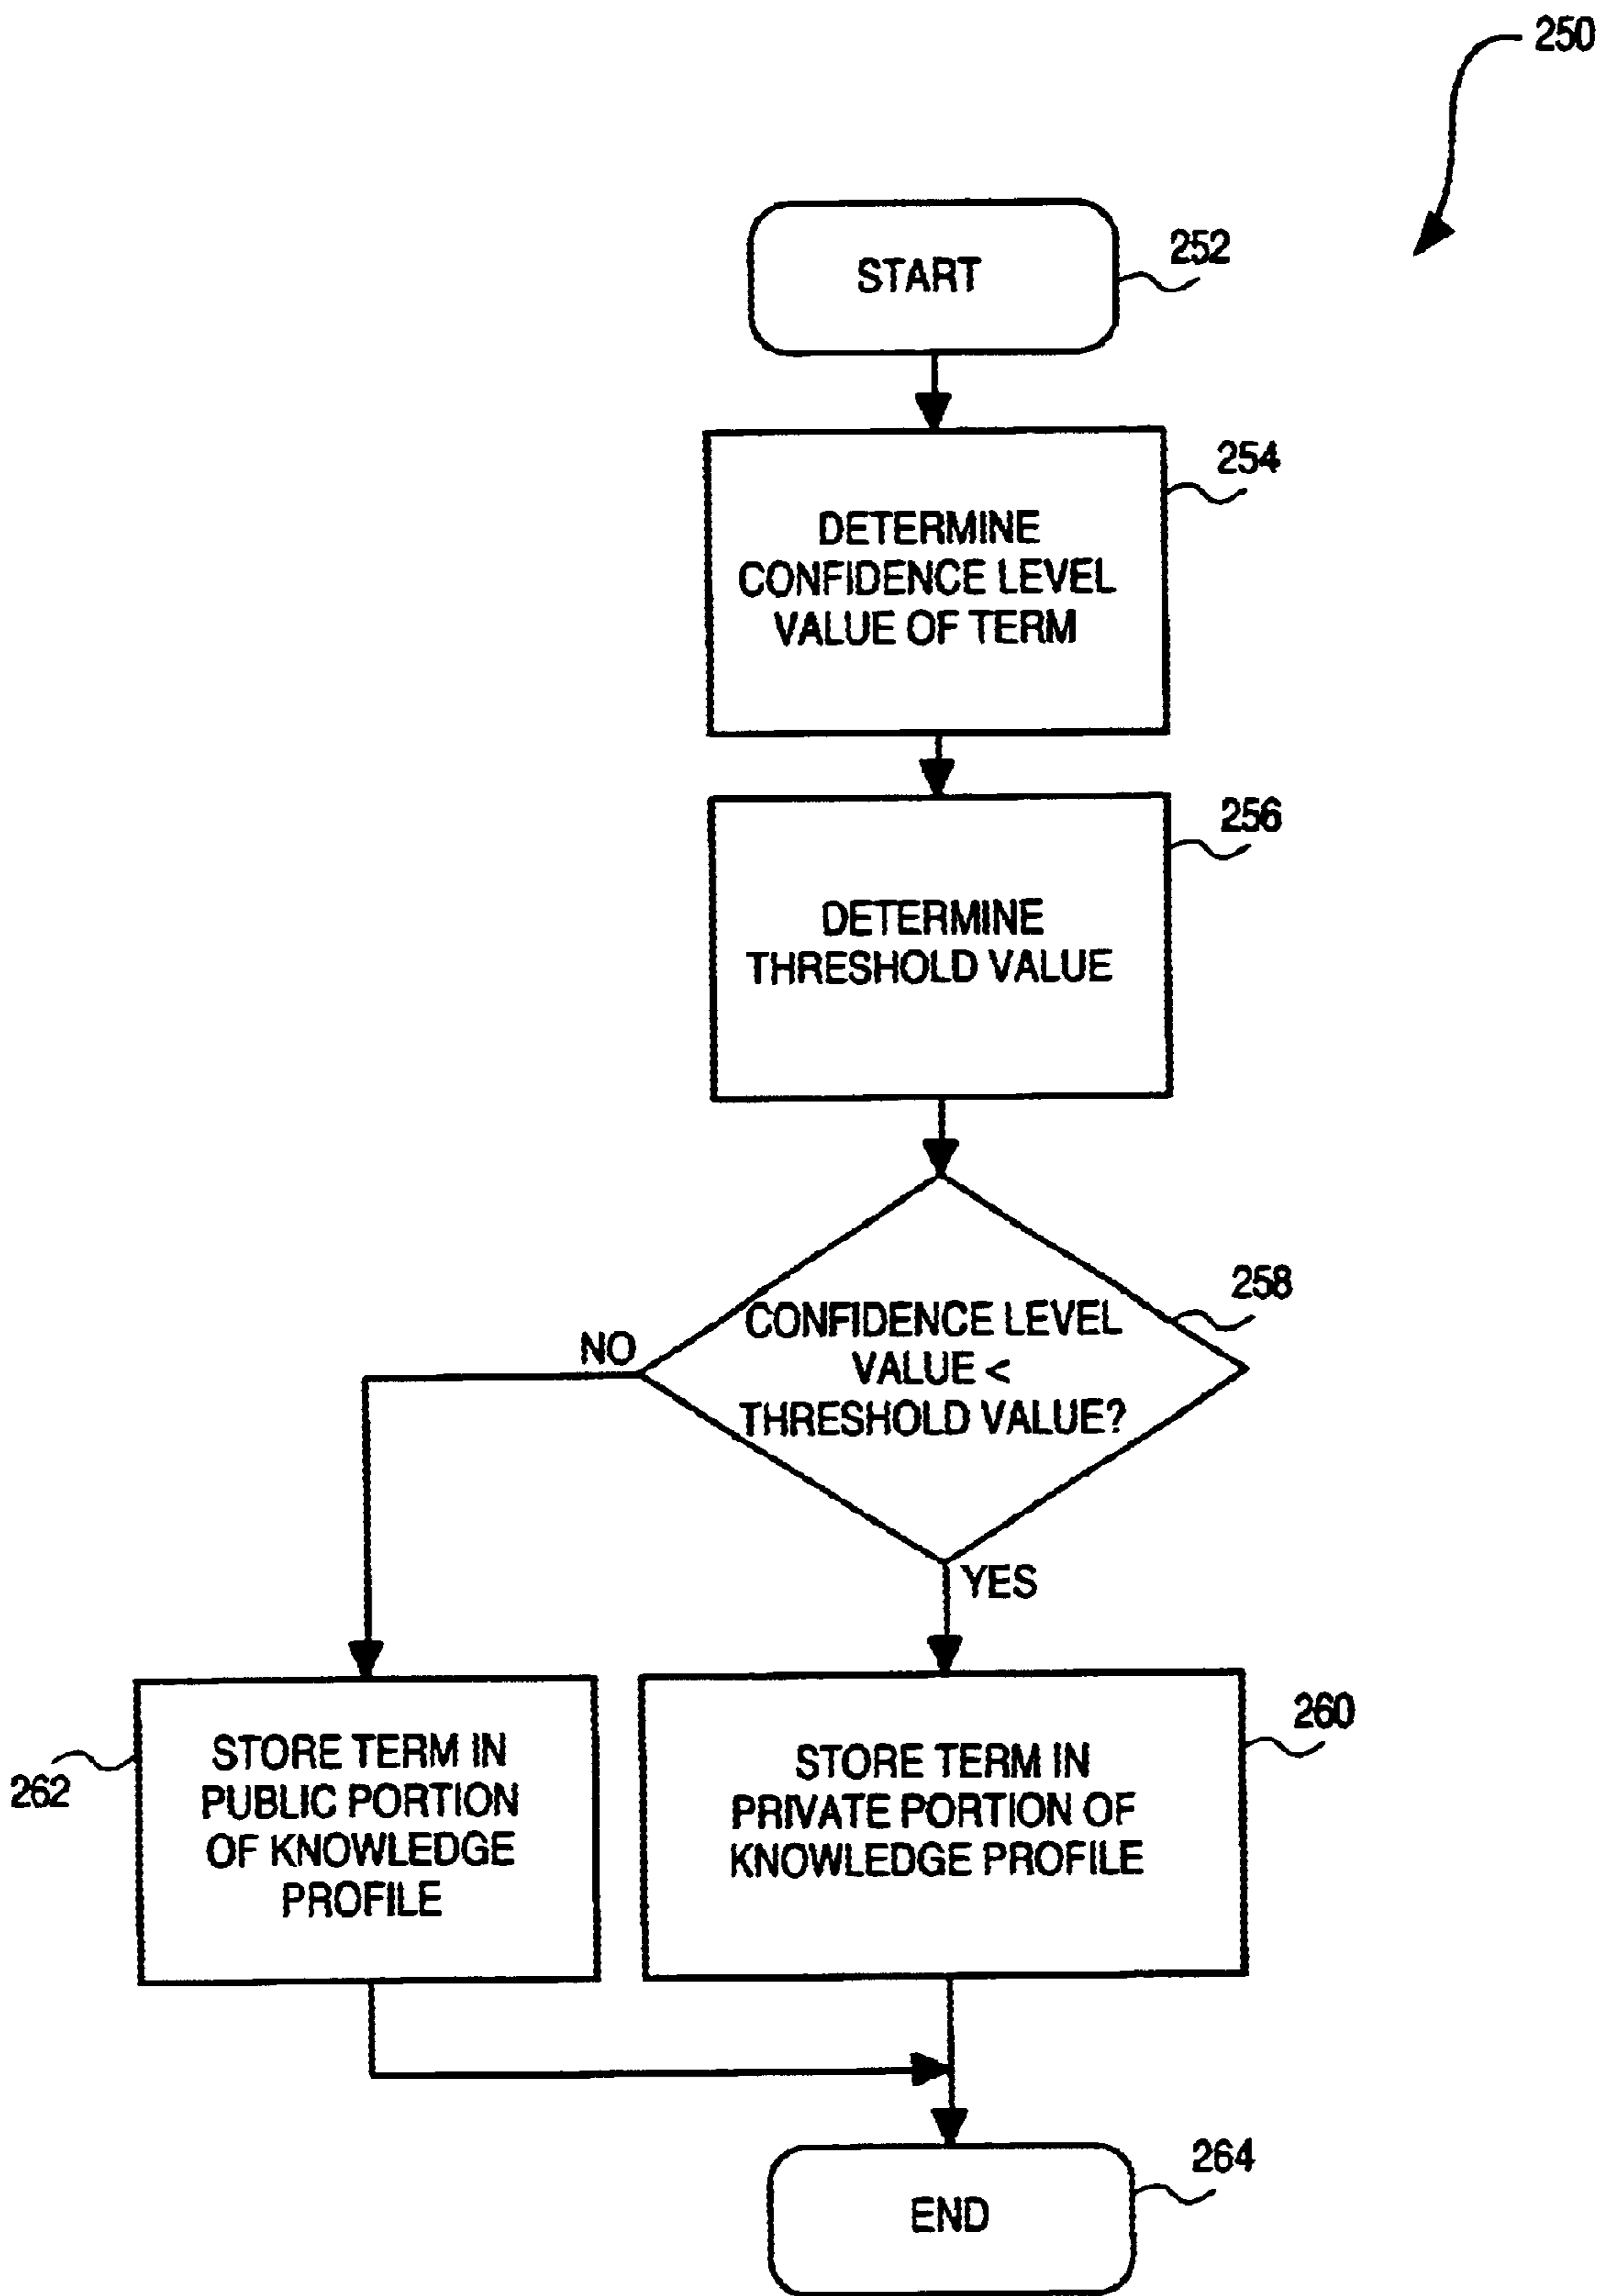 250
START
252
DETERMINE
CONFIDENCE LEVEL
VALUE OF TERM
254
DETERMINE
THRESHOLD VALUE
256
CONFIDENCE LEVEL
VALUE <
THRESHOLD VALUE?
258
NO
YES
STORE TERM IN
PUBLIC PORTION
OF KNOWLEDGE
PROFILE
262
STORE TERM IN
PRIVATE PORTION OF
KNOWLEDGE PROFILE
260
END
264